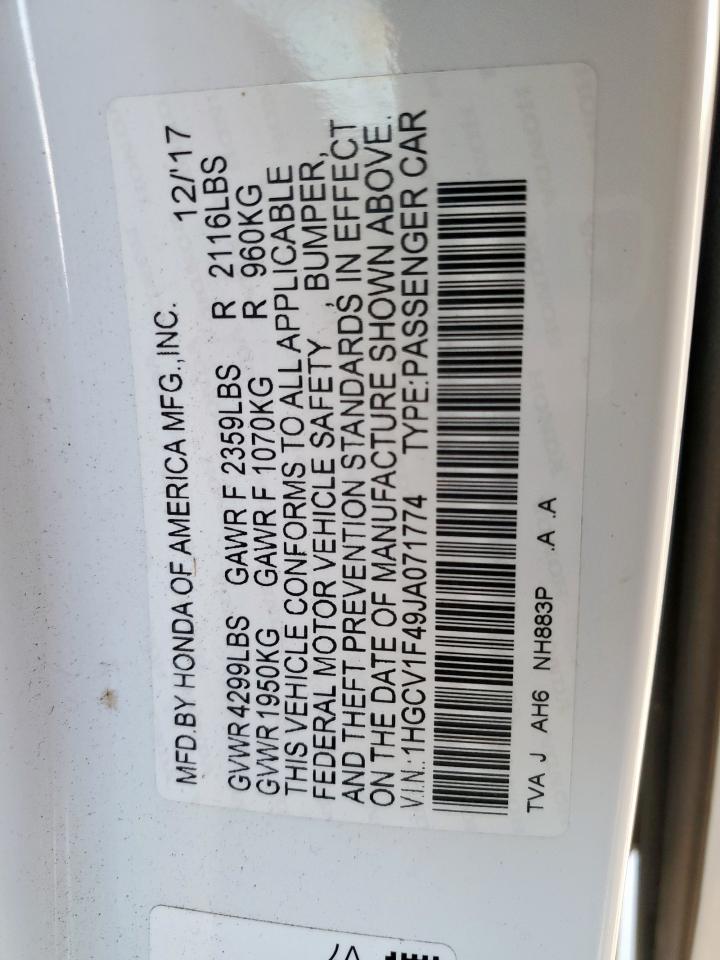 MFD.BY HONDA OF AMERICA MFG.,INC. 12/'17
GVWR 4299LBS GAWR F 2359LBS R 2116LBS
GVWR 1950KG GAWR F 1070KG R 960KG
THIS VEHICLE CONFORMS TO ALL APPLICABLE
FEDERAL MOTOR VEHICLE SAFETY BUMPER,
AND THEFT PREVENTION STANDARDS, IN EFFECT
ON THE DATE OF MANUFACTURE SHOWN ABOVE.
V.I.N.:1HGCV1F49JA071774 TYPE:PASSENGER CAR
TVA J AH6 NH883P .A .A